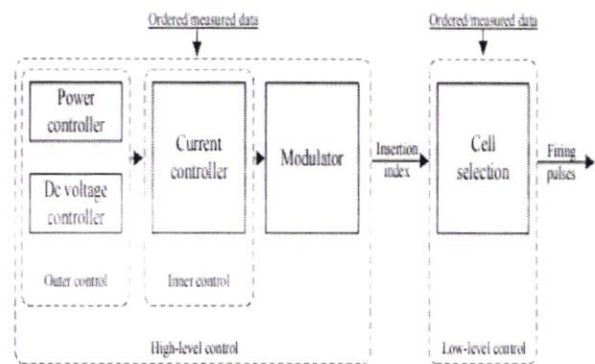 Ordered/measured data
Ordered/measured data
Power
controller
Dc voltage
controller
Current
controller
Modulator
Insertion
index
Cell
selection
Firing
pulses
Outer control
Inner control
High-level control
Low-level control